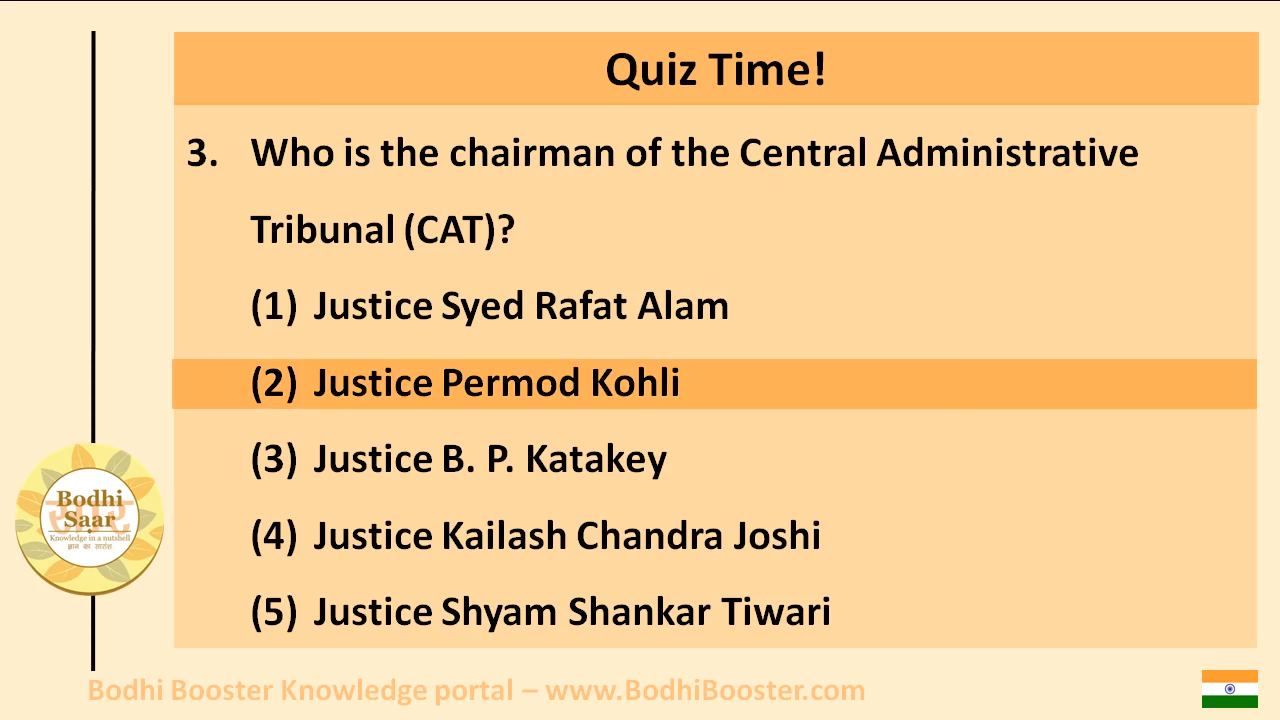 Quiz Time!
3. Who is the chairman of the Central Administrative
Tribunal (CAT)?
(1) Justice Syed Rafat Alam
(2) Justice Permod Kohli
(3) Justice B. P. Katakey
(4) Justice Kailash Chandra Joshi
(5) Justice Shyam Shankar Tiwari
Bodhi
Saar
Knowledge in a nutshell
ज्ञान का सारांश
Bodhi Booster Knowledge portal – www.BodhiBooster.com